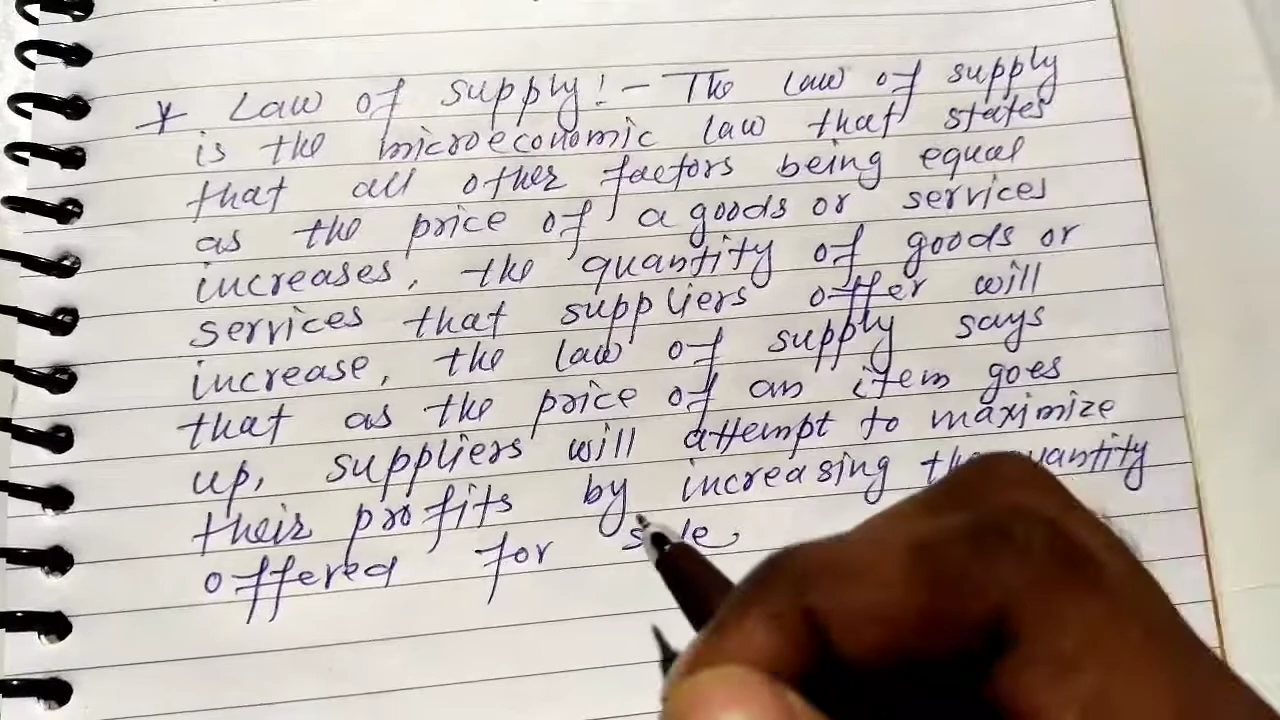 * Law of supply:- The law of supply
is the microeconomic law that states
that all other factors being equal
as the price of a goods or services
increases, the quantity of goods or
services that suppliers offer will
increase, the law of supply says
that as the price of an item goes
up, suppliers will attempt to maximize
their profits by increasing the quantity
offered for sale